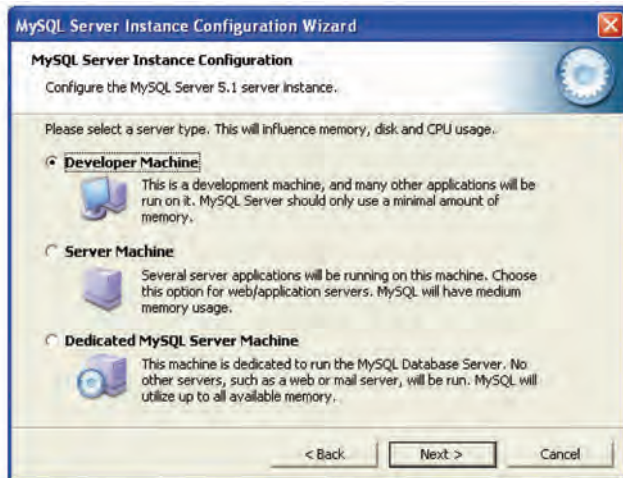 MySQL Server Instance Configuration Wizard
MySQL Server Instance Configuration
Configure the MySQL Server 5.1 server instance.
Please select a server type. This will influence memory, disk and CPU usage.
Developer Machine
This is a development machine, and many other applications will be
run on it. MySQL Server should only use a minimal amount of
memory.
Server Machine
Several server applications will be running on this machine. Choose
this option for web/application servers. MySQL will have medium
memory usage.
Dedicated MySQL Server Machine
This machine is dedicated to run the MySQL Database Server. No
other servers, such as a web or mail server, will be run. MySQL will
utilize up to all available memory.
< Back Next > Cancel